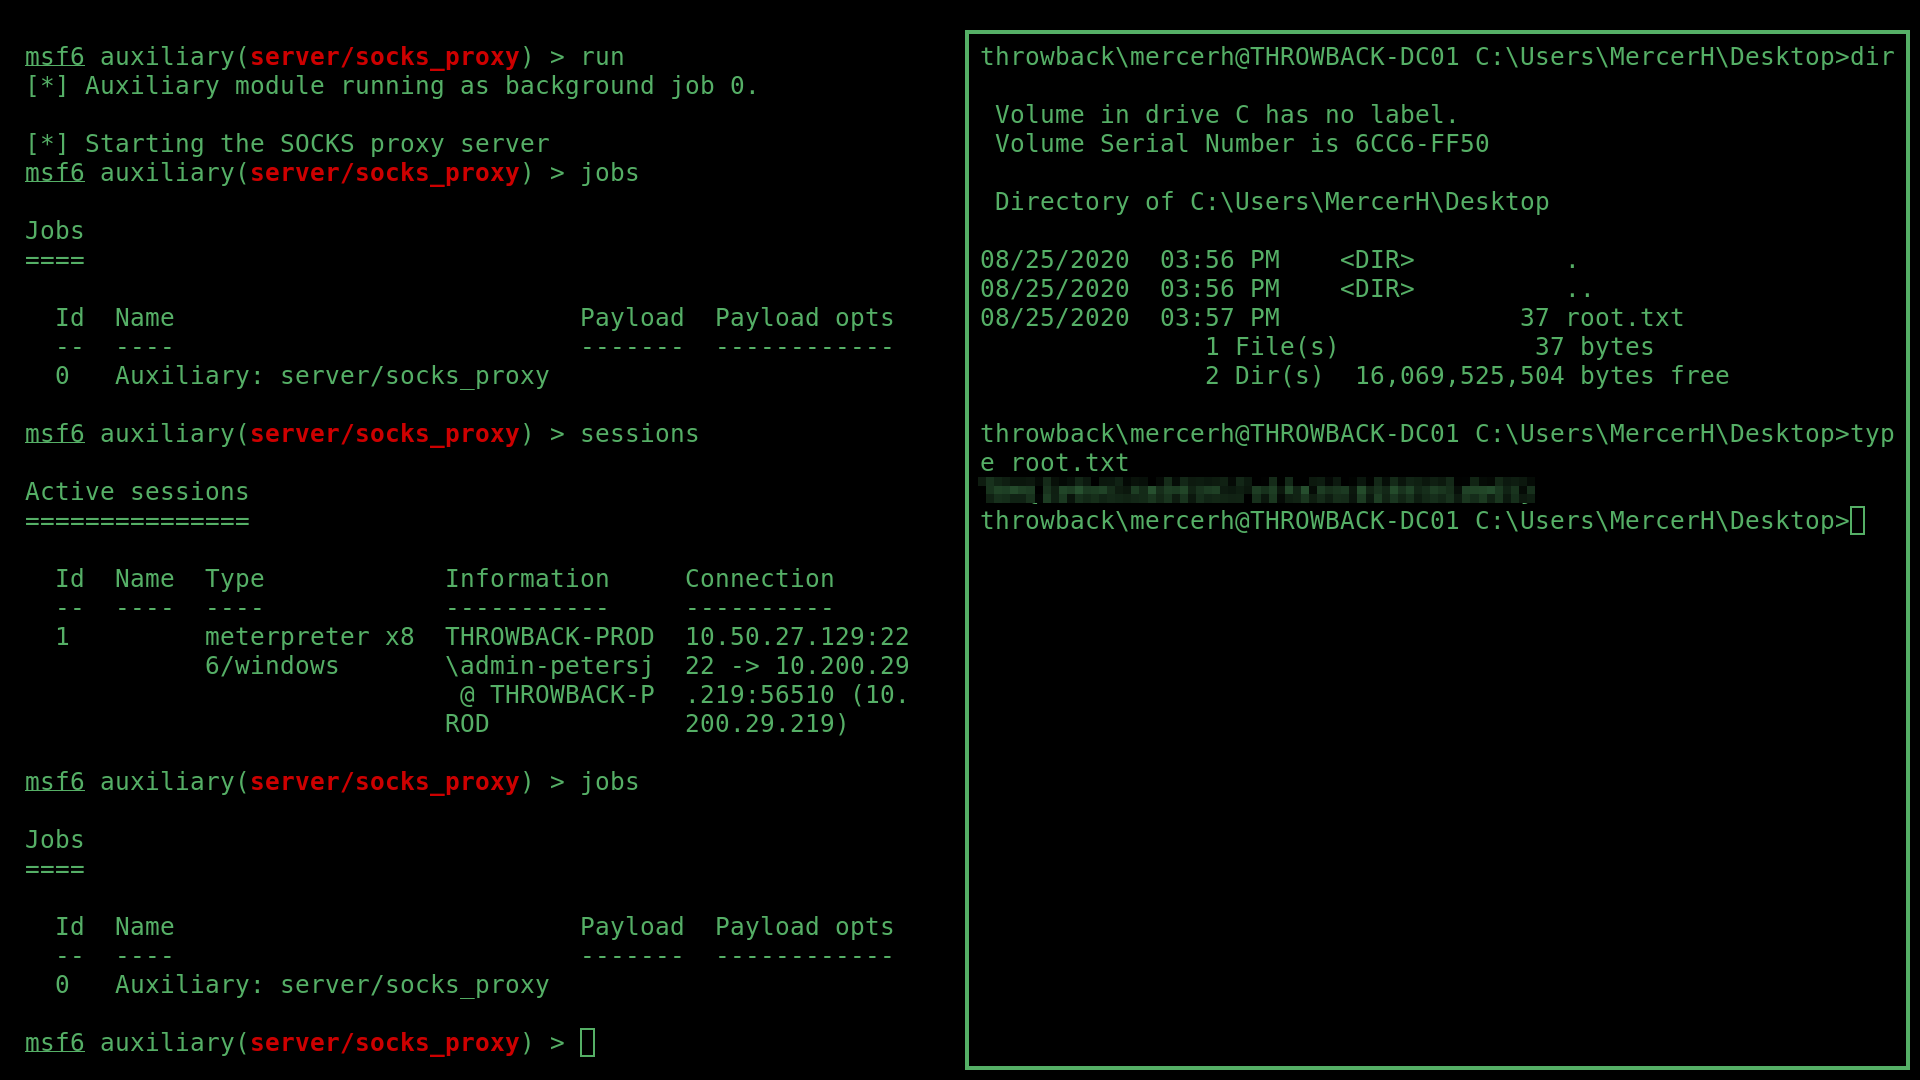 msf6 auxiliary(server/socks_proxy) > run
[*] Auxiliary module running as background job 0.
[*] Starting the SOCKS proxy server
msf6 auxiliary(server/socks_proxy) > jobs
Jobs
====
Id  Name                           Payload  Payload opts
--  ----                           -------  ------------
0   Auxiliary: server/socks_proxy
msf6 auxiliary(server/socks_proxy) > sessions
Active sessions
===============
Id  Name  Type            Information     Connection
--  ----  ----            -----------     ----------
1         meterpreter x8  THROWBACK-PROD  10.50.27.129:22
6/windows       \admin-petersj  22 -> 10.200.29
@ THROWBACK-P  .219:56510 (10.
ROD             200.29.219)
msf6 auxiliary(server/socks_proxy) > jobs
Jobs
====
Id  Name                           Payload  Payload opts
--  ----                           -------  ------------
0   Auxiliary: server/socks_proxy
msf6 auxiliary(server/socks_proxy) >
throwback\mercerh@THROWBACK-DC01 C:\Users\MercerH\Desktop>dir
Volume in drive C has no label.
Volume Serial Number is 6CC6-FF50
Directory of C:\Users\MercerH\Desktop
08/25/2020  03:56 PM    <DIR>          .
08/25/2020  03:56 PM    <DIR>          ..
08/25/2020  03:57 PM                37 root.txt
1 File(s)             37 bytes
2 Dir(s)  16,069,525,504 bytes free
throwback\mercerh@THROWBACK-DC01 C:\Users\MercerH\Desktop>typ
e root.txt
throwback\mercerh@THROWBACK-DC01 C:\Users\MercerH\Desktop>